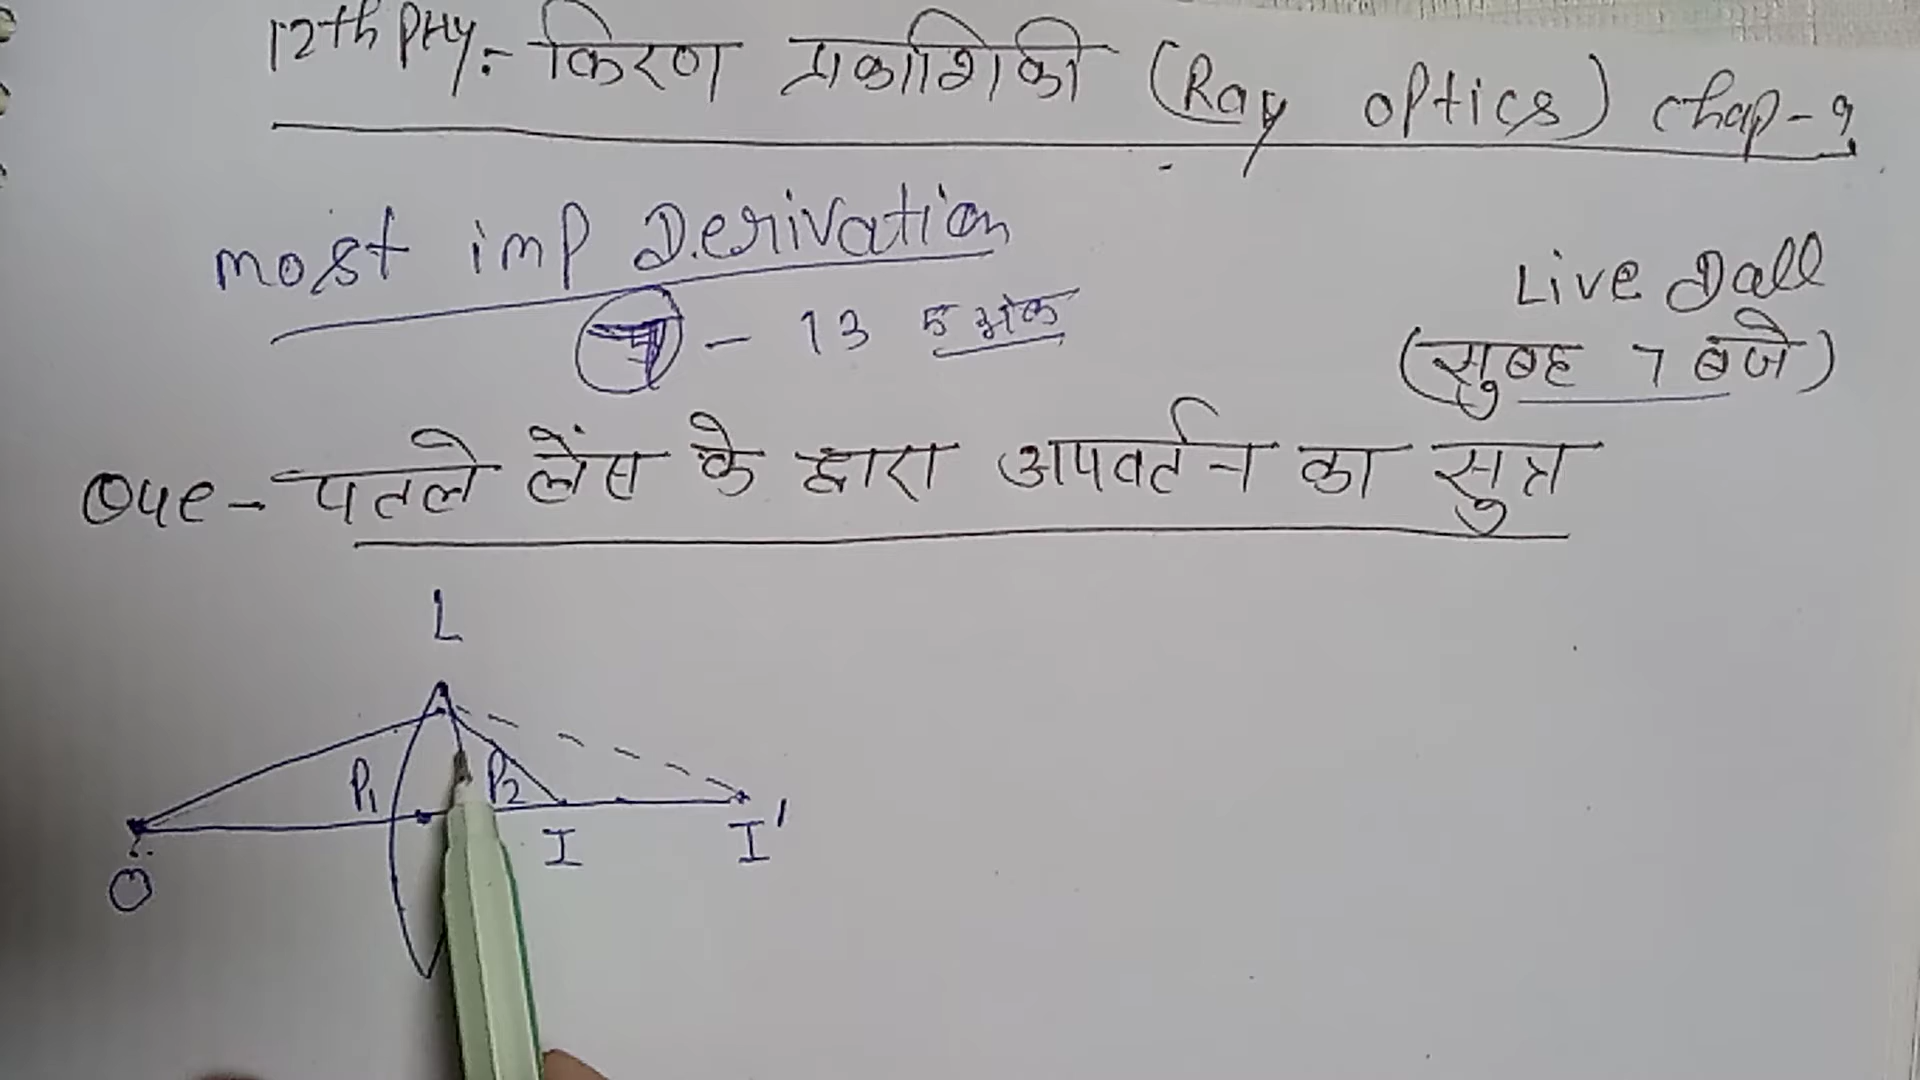 12th PHY:- किरण प्रकाशिकी (Ray optics) chap-9
most imp Derivation
Live Dall
- 13 5 अंक
(सुबह 7 बजे)
Que- पतले लेंस के द्वारा अपवर्तन का सुत्र
L
P1 P2
O I I'